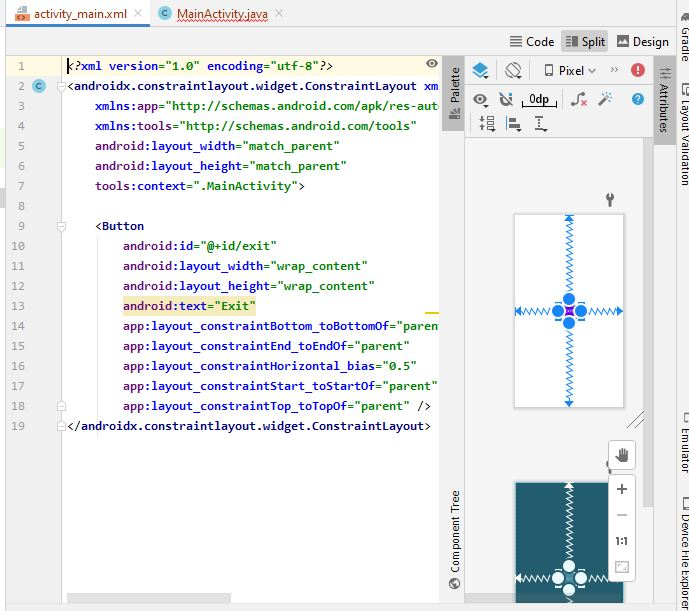 activity_main.xml
MainActivity.java
Code
Split
Design
1 <?xml version="1.0" encoding="utf-8"?>
2 <androidx.constraintlayout.widget.ConstraintLayout xm
3 xmlns:app="http://schemas.android.com/apk/res-aut
4 xmlns:tools="http://schemas.android.com/tools"
5 android:layout_width="match_parent"
6 android:layout_height="match_parent"
7 tools:context=".MainActivity">
8
9 <Button
10 android:id="@+id/exit"
11 android:layout_width="wrap_content"
12 android:layout_height="wrap_content"
13 android:text="Exit"
14 app:layout_constraintBottom_toBottomOf="paren
15 app:layout_constraintEnd_toEndOf="parent"
16 app:layout_constraintHorizontal_bias="0.5"
17 app:layout_constraintStart_toStartOf="parent"
18 app:layout_constraintTop_toTopOf="parent" />
19 </androidx.constraintlayout.widget.ConstraintLayout>
Palette
Component Tree
Pixel
0dp
1:1
Attributes
Gradle
Layout Validation
Emulator
Device File Explorer